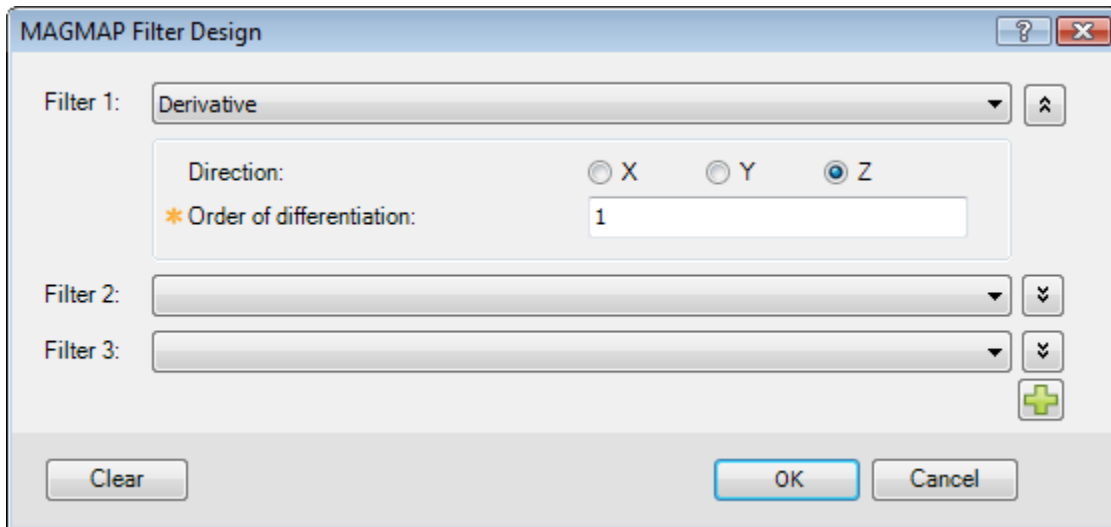 MAGMAP Filter Design
Filter 1: Derivative
Direction: X Y Z
* Order of differentiation: 1
Filter 2:
Filter 3:
Clear OK Cancel